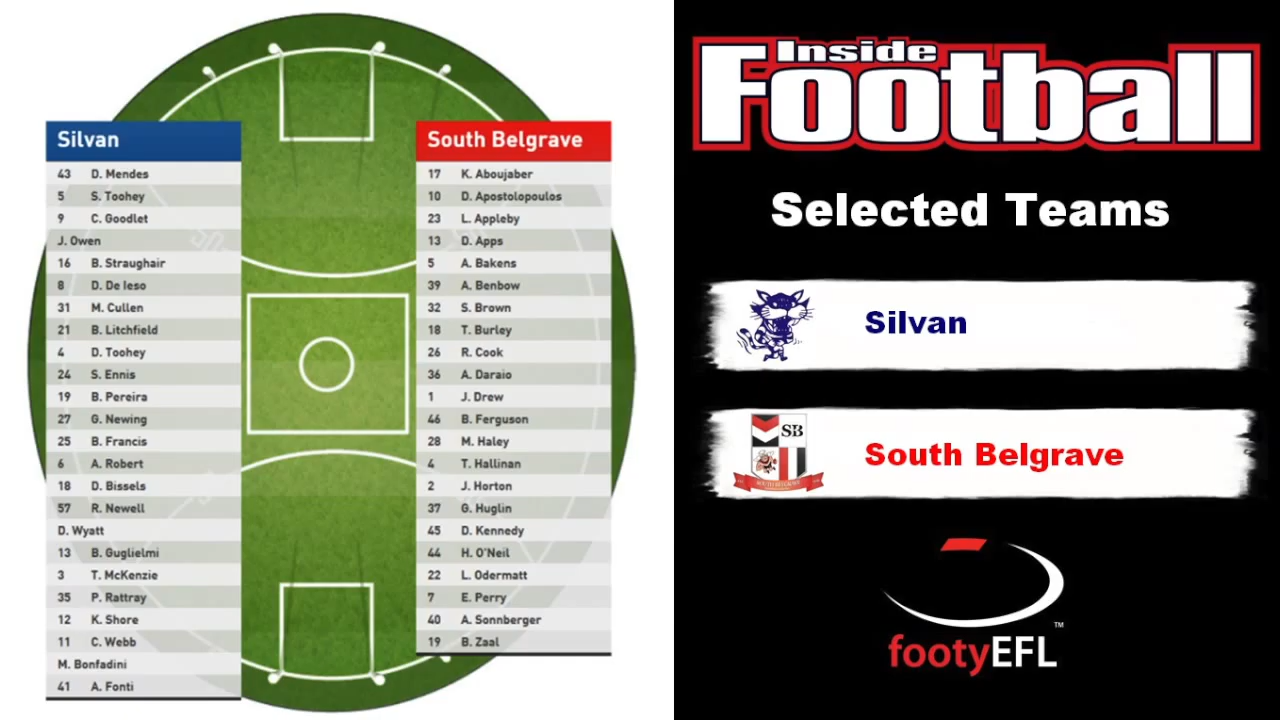 Silvan
43 D. Mendes
5 S. Toohey
9 C. Goodlet
J. Owen
16 B. Straughair
8 D. De Ieso
31 M. Cullen
21 B. Litchfield
4 D. Toohey
24 S. Ennis
19 B. Pereira
27 G. Newing
25 B. Francis
6 A. Robert
18 D. Bissels
57 R. Newell
D. Wyatt
13 B. Guglielmi
3 T. McKenzie
35 P. Rattray
12 K. Shore
11 C. Webb
M. Bonfadini
41 A. Fonti
South Belgrave
17 K. Aboujaber
10 D. Apostolopoulos
23 L. Appleby
13 D. Apps
5 A. Bakens
39 A. Benbow
32 S. Brown
18 T. Burley
26 R. Cook
36 A. Daraio
1 J. Drew
46 B. Ferguson
28 M. Haley
4 T. Hallinan
2 J. Horton
37 G. Huglin
45 D. Kennedy
44 H. O'Neil
22 L. Odermatt
7 E. Perry
40 A. Sonnberger
19 B. Zaal
Inside
Football
Selected Teams
Silvan
SB
SOUTH BELGRAVE
South Belgrave
footyEFL™